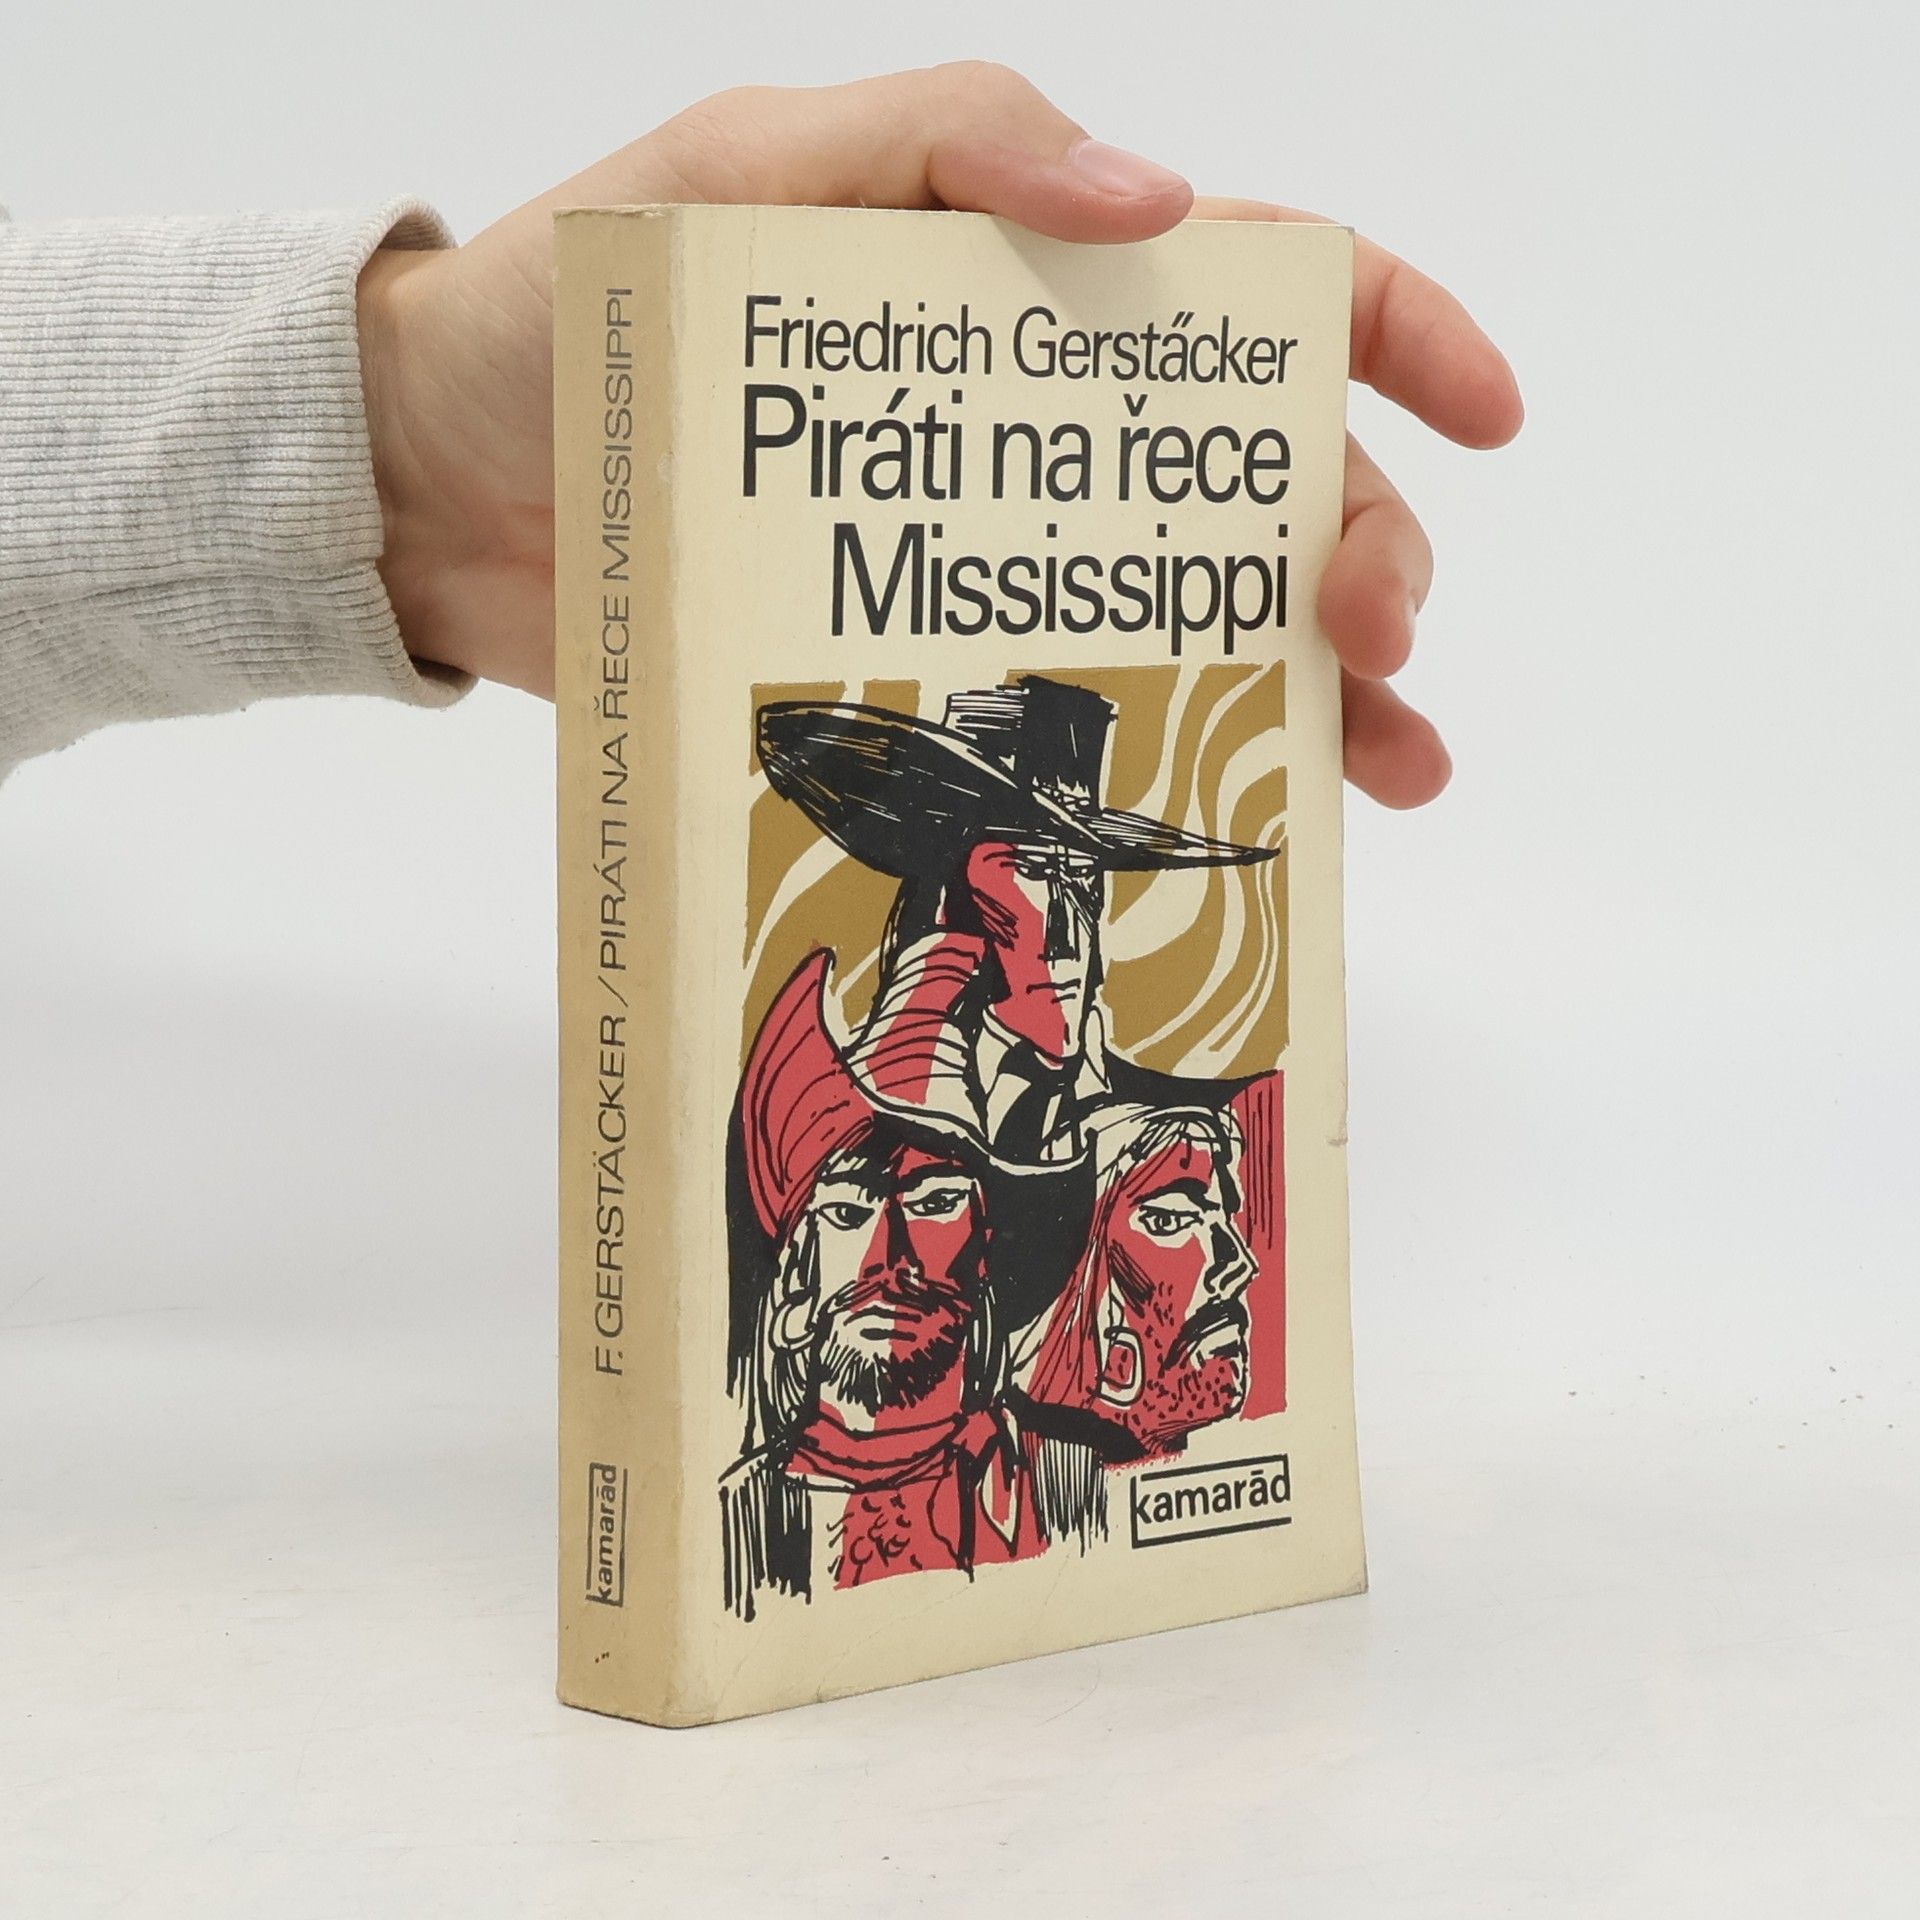 Friedrich Gerstäcker
Piráti na řece
Mississippi
kamarád
F. GERSTÄCKER / PIRÁTI NA ŘECE MISSISSIPPI
kamarád